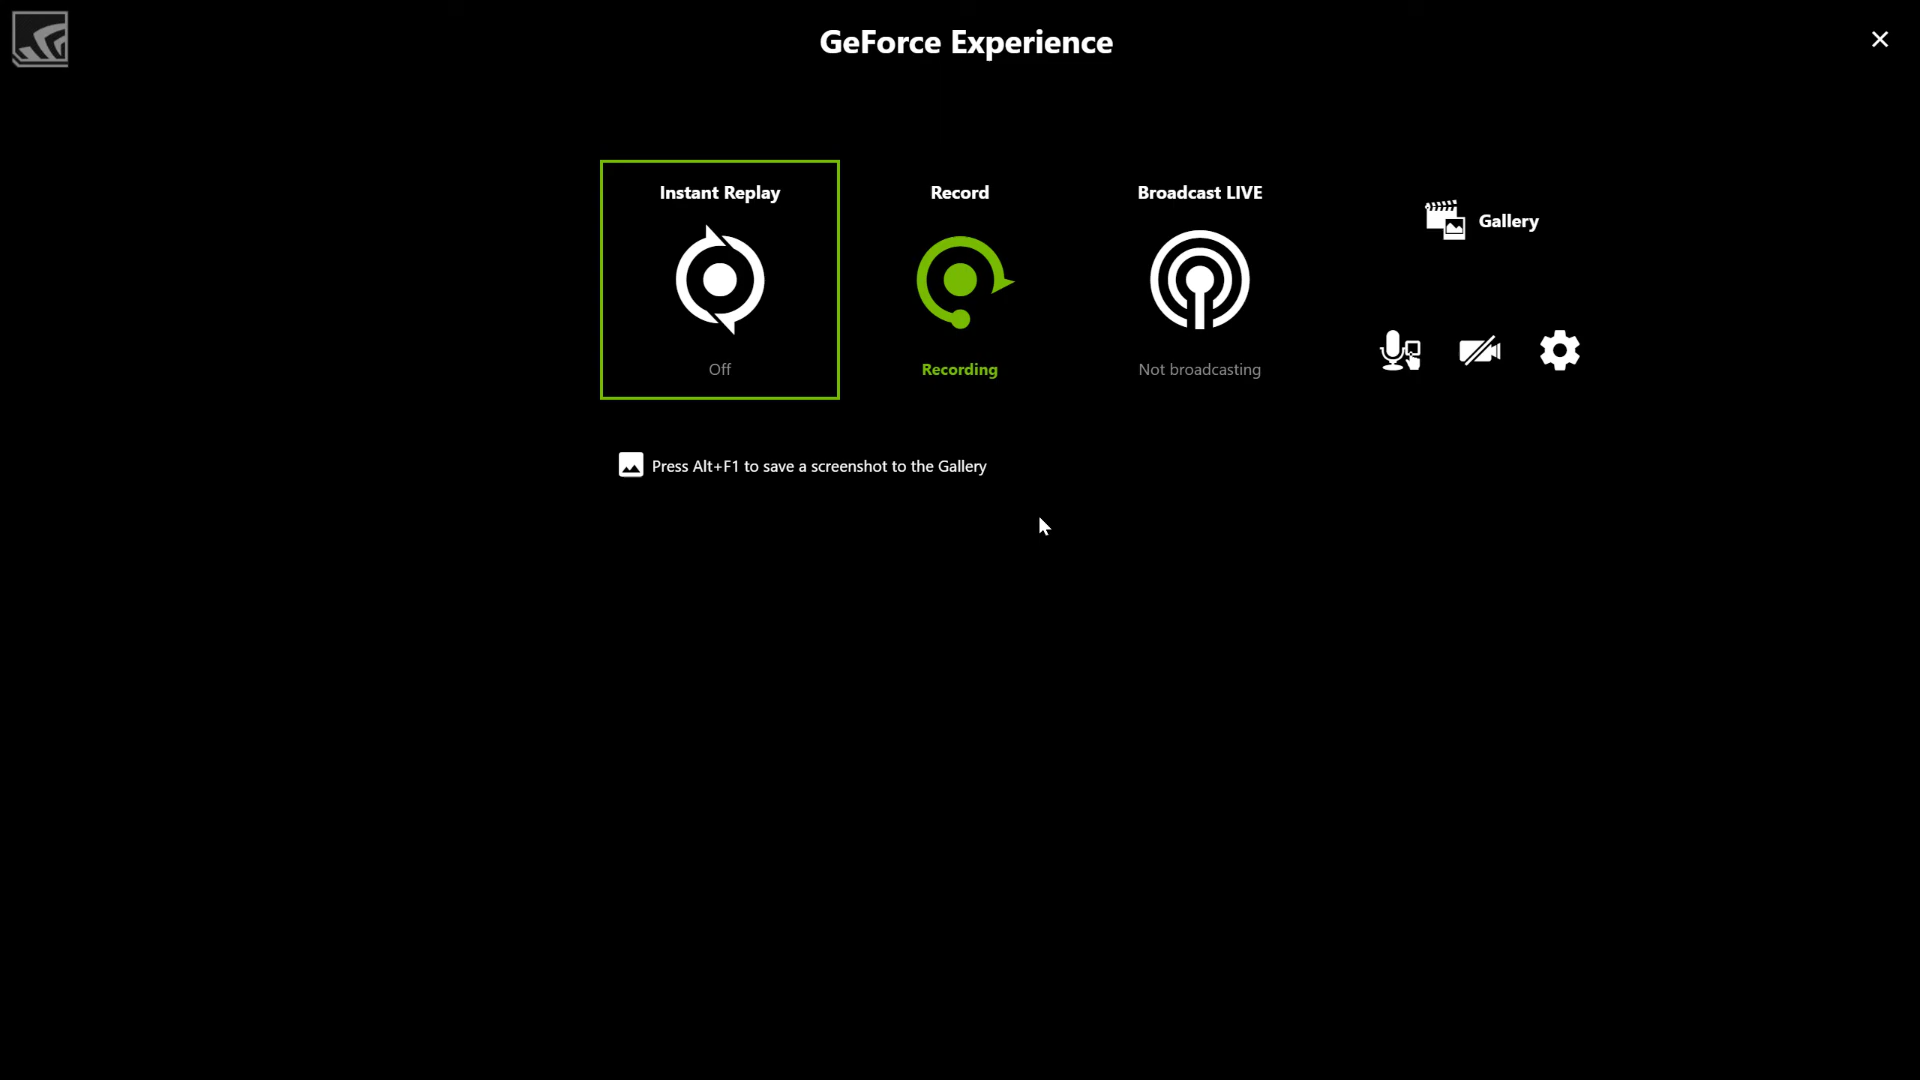 GeForce Experience
Instant Replay
Record
Broadcast LIVE
Gallery
Off
Recording
Not broadcasting
Press Alt+F1 to save a screenshot to the Gallery